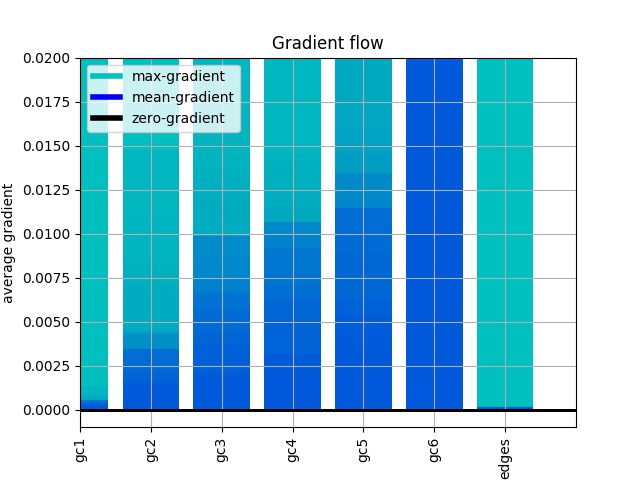 Gradient flow
max-gradient
mean-gradient
zero-gradient
average gradient
0.0200
0.0175
0.0150
0.0125
0.0100
0.0075
0.0050
0.0025
0.0000
gc1
gc2
gc3
gc4
gc5
gc6
edges